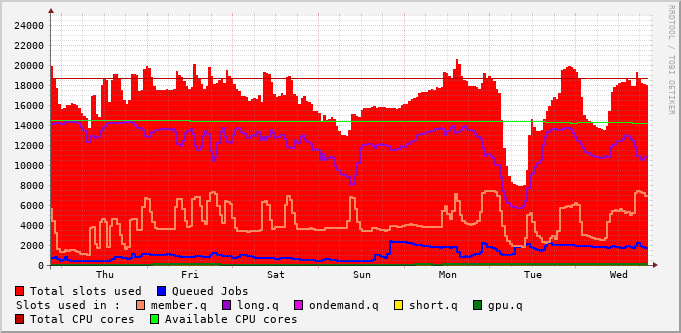 24000
22000
20000
18000
16000
14000
12000
10000
8000
6000
4000
2000
0
Thu Fri Sat Sun Mon Tue Wed
Total slots used Queued Jobs
Slots used in : member.q long.q ondemand.q short.q gpu.q
Total CPU cores Available CPU cores
RRDTOOL / TOBI OETIKER